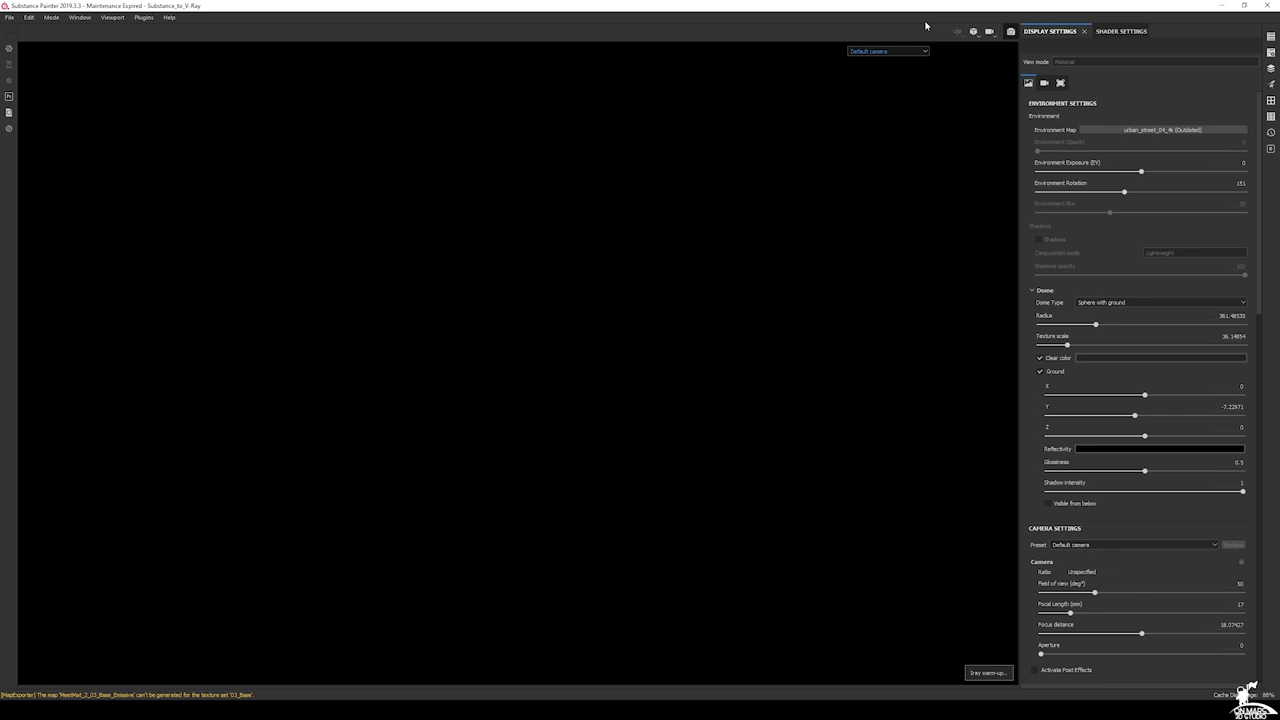 Substance Painter 2019.3.3 - Maintenance Expired - Substance_to_V-Ray
File Edit Mode Window Viewport Plugins Help
DISPLAY SETTINGS SHADER SETTINGS
Default camera
View mode Material
ENVIRONMENT SETTINGS
Environment
Environment Map urban_street_04_4k (Outdated)
Environment Opacity
Environment Exposure (EV) 0
Environment Rotation 151
Environment Blur
Shadows
Shadows
Computation mode Lightweight
Shadows opacity 100
Dome
Dome Type Sphere with ground
Radius 361.48535
Texture scale 36.14854
Clear color
Ground
X 0
Y -7.22971
Z 0
Reflectivity
Glossiness 0.5
Shadow intensity 1
Visible from below
CAMERA SETTINGS
Preset Default camera
Camera
Ratio Unspecified
Field of view (deg°) 50
Focal Length (mm) 17
Focus distance 18.07427
Aperture 0
Activate Post Effects
Iray warm-up...
[MapExporter] The map 'MeetMat_2_03_Base_Emissive' can't be generated for the texture set '03_Base'.
88%
ON MARS
3D STUDIO